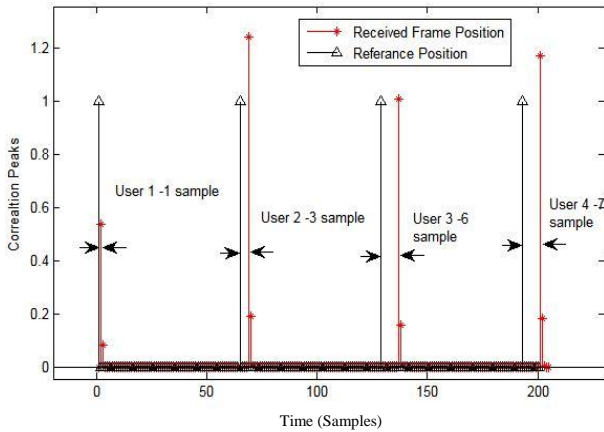 Received Frame Position
Referance Position
Correaltion Peaks
1.2
1
0.8
0.6
0.4
0.2
0
User 1 -1 sample
User 2 -3 sample
User 3 -6
sample
User 4 -7
sample
0
50
100
150
200
Time (Samples)